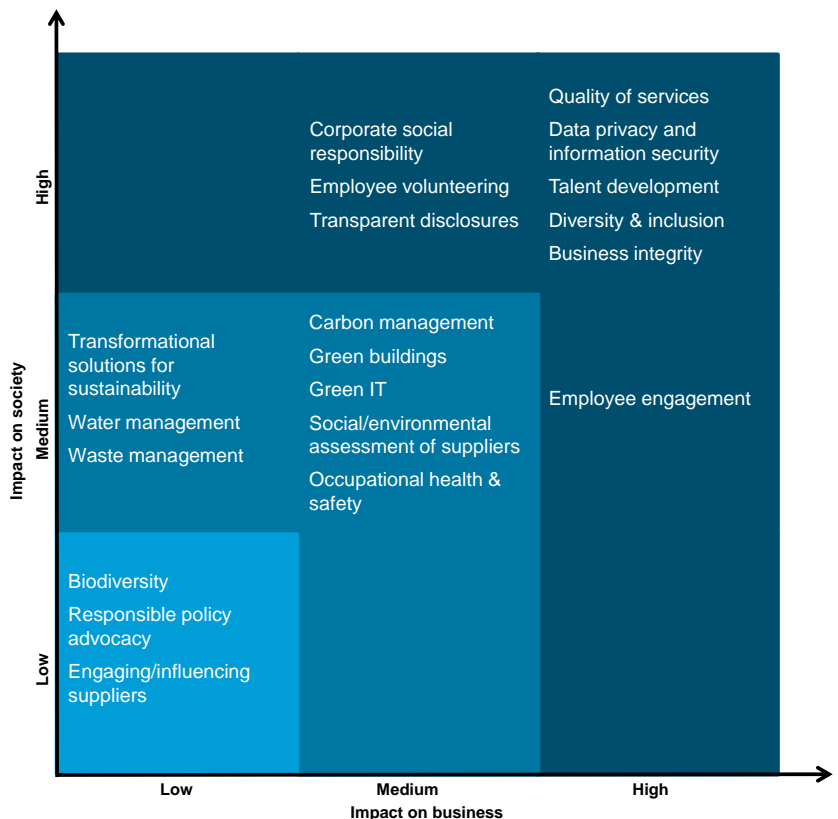 Quality of services
Corporate social
responsibility
Data privacy and
information security
Employee volunteering
Talent development
Transparent disclosures
Diversity & inclusion
Business integrity
High
Transformational
solutions for
sustainability
Water management
Waste management
Carbon management
Green buildings
Green IT
Social/environmental
assessment of suppliers
Occupational health &
safety
Employee engagement
Impact on society
Medium
Biodiversity
Responsible policy
advocacy
Engaging/influencing
suppliers
Low
Low
Medium
High
Impact on business